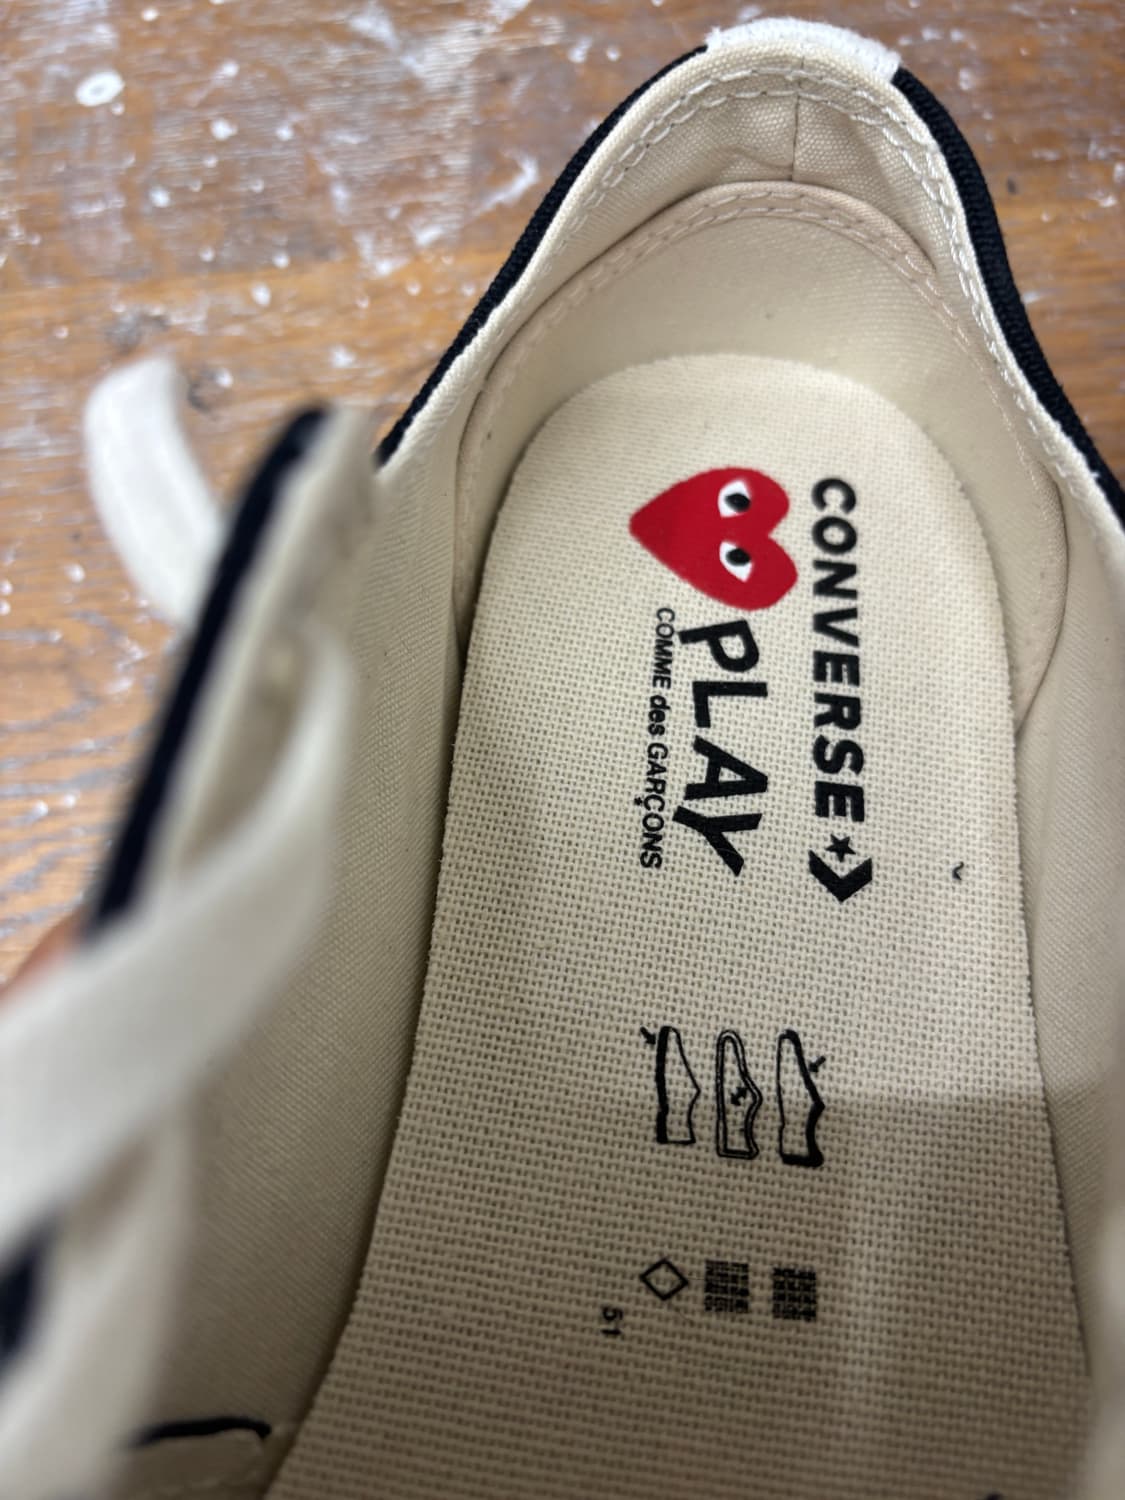 CONVERSE
PLAY
COMME des GARÇONS
51